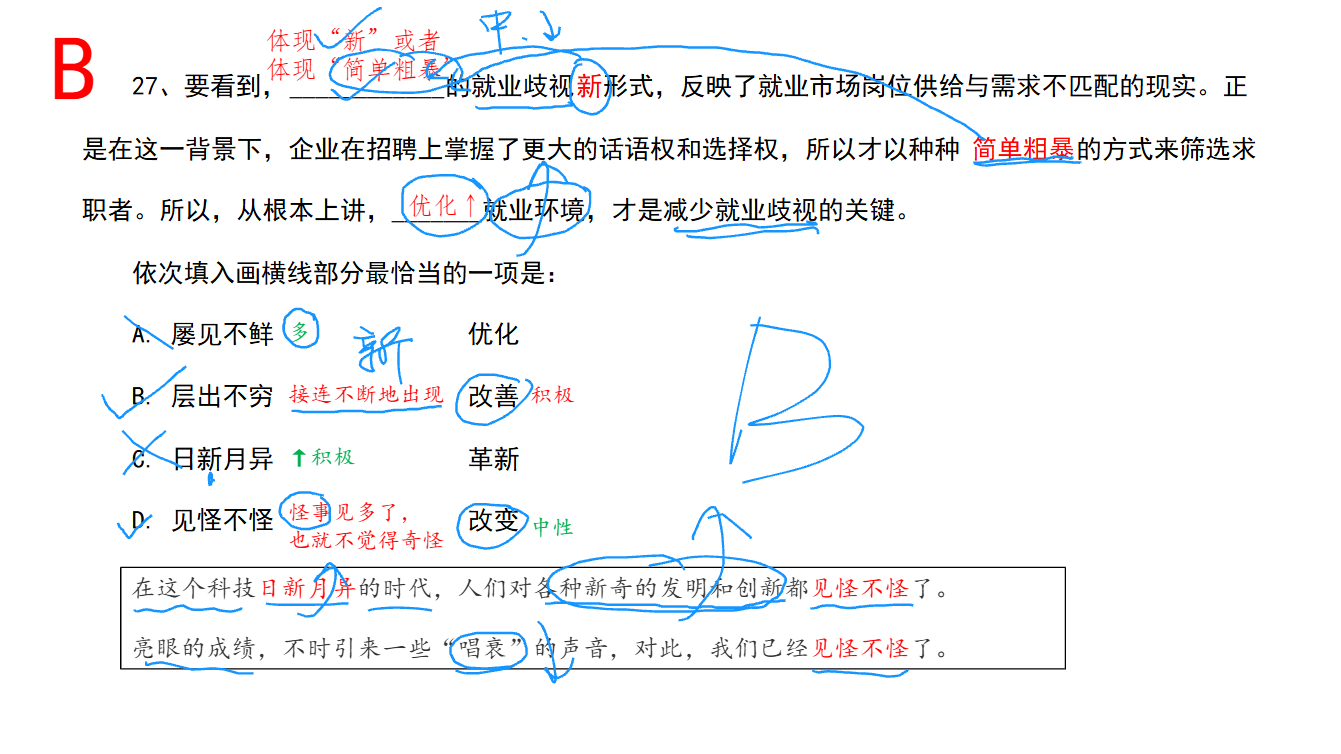 体现“新”或者 中、↓
体现“简单粗暴”
B
27、要看到，____________的就业歧视新形式，反映了就业市场岗位供给与需求不匹配的现实。正
是在这一背景下，企业在招聘上掌握了更大的话语权和选择权，所以才以种种 简单粗暴的方式来筛选求
职者。所以，从根本上讲，_优化↑_就业环境，才是减少就业歧视的关键。
依次填入画横线部分最恰当的一项是：
A. 屡见不鲜 多 新 优化
B. 层出不穷 接连不断地出现 改善 积极
B
C. 日新月异 ↑积极 革新
D. 见怪不怪 怪事见多了， 改变 中性
也就不觉得奇怪
在这个科技日新月异的时代，人们对各种新奇的发明和创新都见怪不怪了。
亮眼的成绩，不时引来一些“唱衰”的声音，对此，我们已经见怪不怪了。